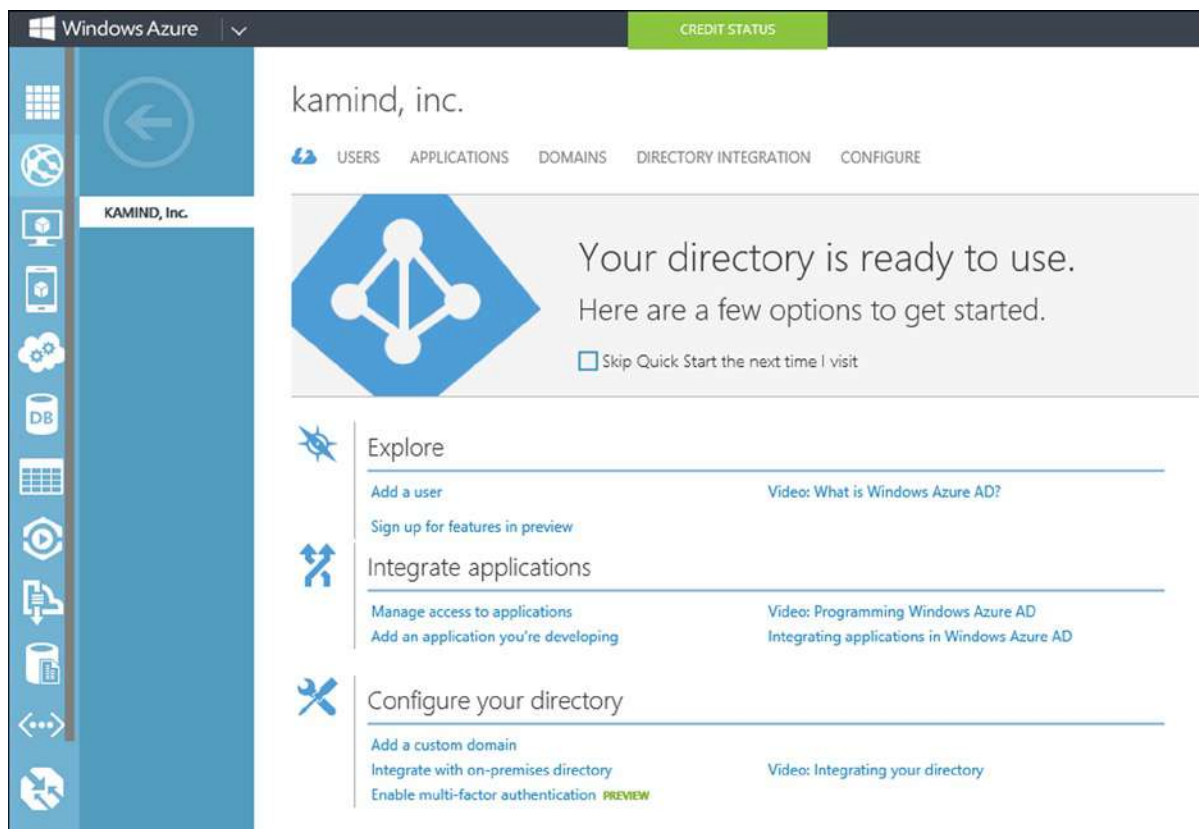 Windows Azure
CREDIT STATUS
kamind, inc.
USERS APPLICATIONS DOMAINS DIRECTORY INTEGRATION CONFIGURE
KAMIND, Inc.
Your directory is ready to use.
Here are a few options to get started.
Skip Quick Start the next time I visit
DB
Explore
Add a user Video: What is Windows Azure AD?
Sign up for features in preview
Integrate applications
Manage access to applications Video: Programming Windows Azure AD
Add an application you're developing Integrating applications in Windows Azure AD
Configure your directory
Add a custom domain
Integrate with on-premises directory Video: Integrating your directory
Enable multi-factor authentication PREVIEW